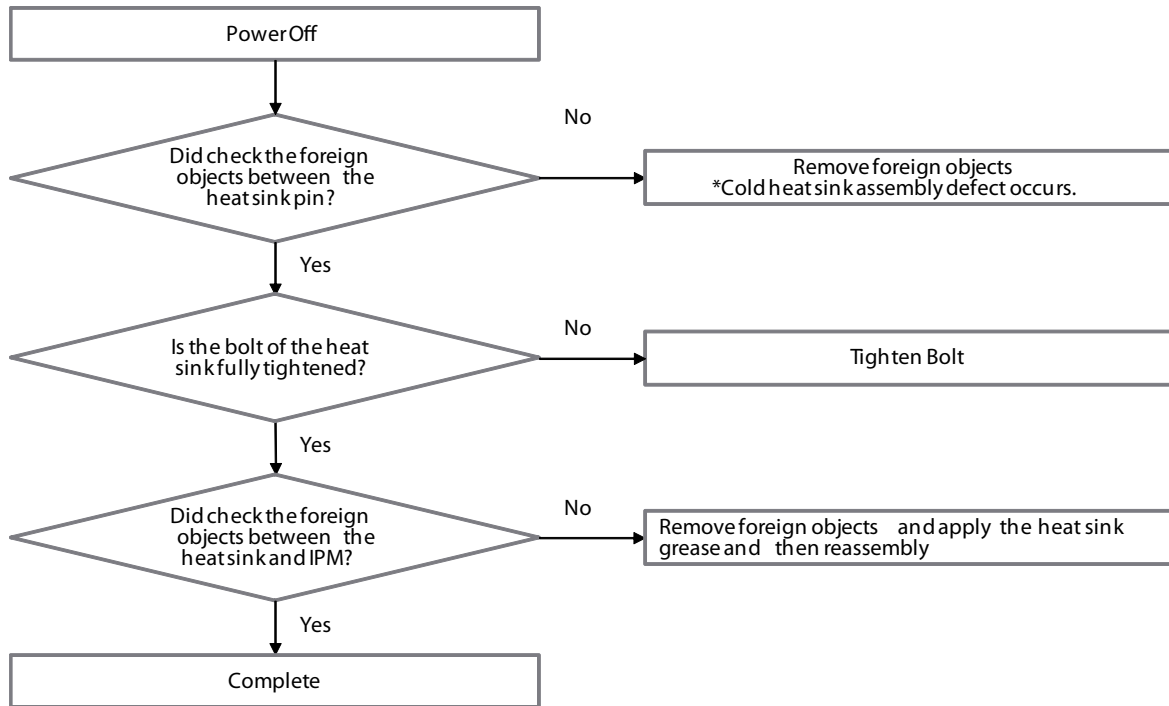 Power Off
No
Did check the foreign
objects between the
heat sink pin?
Remove foreign objects
*Cold heat sink assembly defect occurs.
Yes
No
Is the bolt of the heat
sink fully tightened?
Tighten Bolt
Yes
No
Did check the foreign
objects between the
heat sink and IPM?
Remove foreign objects and apply the heat sink
grease and then reassembly
Yes
Complete